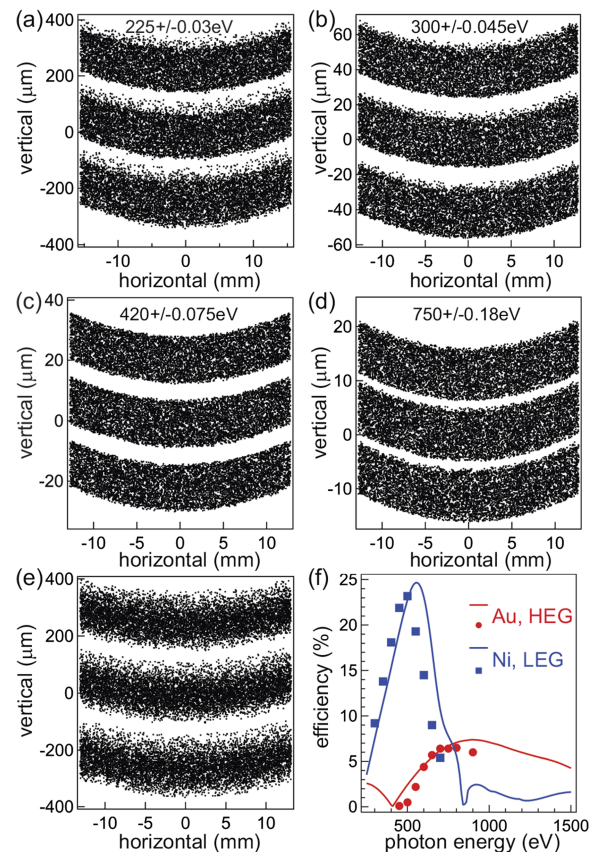 (a)
225+/-0.03eV
vertical (μm)
400
200
0
-200
-400
-10
0
10
horizontal (mm)
(b)
300+/-0.045eV
vertical (μm)
60
40
20
0
-20
-40
-60
-10
-5
0
5
10
horizontal (mm)
(c)
420+/-0.075eV
vertical (μm)
40
20
0
-20
-10
-5
0
5
10
horizontal (mm)
(d)
750+/-0.18eV
vertical (μm)
20
10
0
-10
-10
-5
0
5
10
horizontal (mm)
(e)
vertical (μm)
400
200
0
-200
-400
-10
-5
0
5
10
horizontal (mm)
(f)
efficiency (%)
25
20
15
10
5
0
Au, HEG
Ni, LEG
500
1000
1500
photon energy (eV)